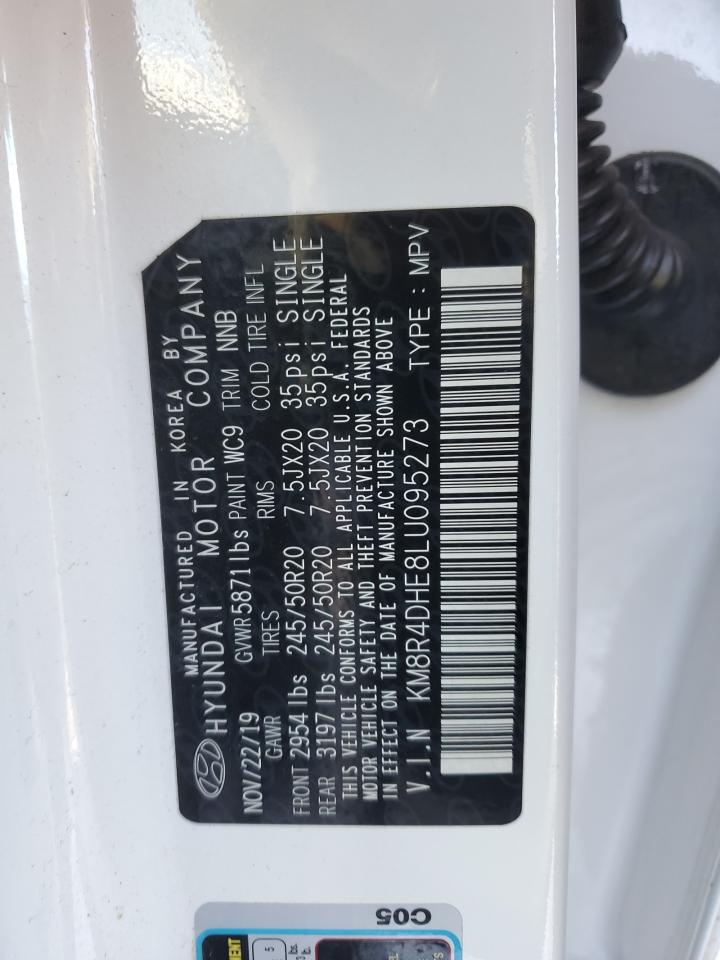 MANUFACTURED IN KOREA BY
HYUNDAI MOTOR COMPANY
NOV/22/19 GVWR 5871 lbs PAINT WC9 TRIM NNB
GAWR TIRES RIMS COLD TIRE INFL
FRONT 2954 lbs 245/50R20 7.5JX20 35psi SINGLE
REAR 3197 lbs 245/50R20 7.5JX20 35psi SINGLE
THIS VEHICLE CONFORMS TO ALL APPLICABLE U.S.A. FEDERAL
MOTOR VEHICLE SAFETY AND THEFT PREVENTION STANDARDS
IN EFFECT ON THE DATE OF MANUFACTURE SHOWN ABOVE
V.I.N KM8R4DHE8LU095273 TYPE : MPV
C05
5